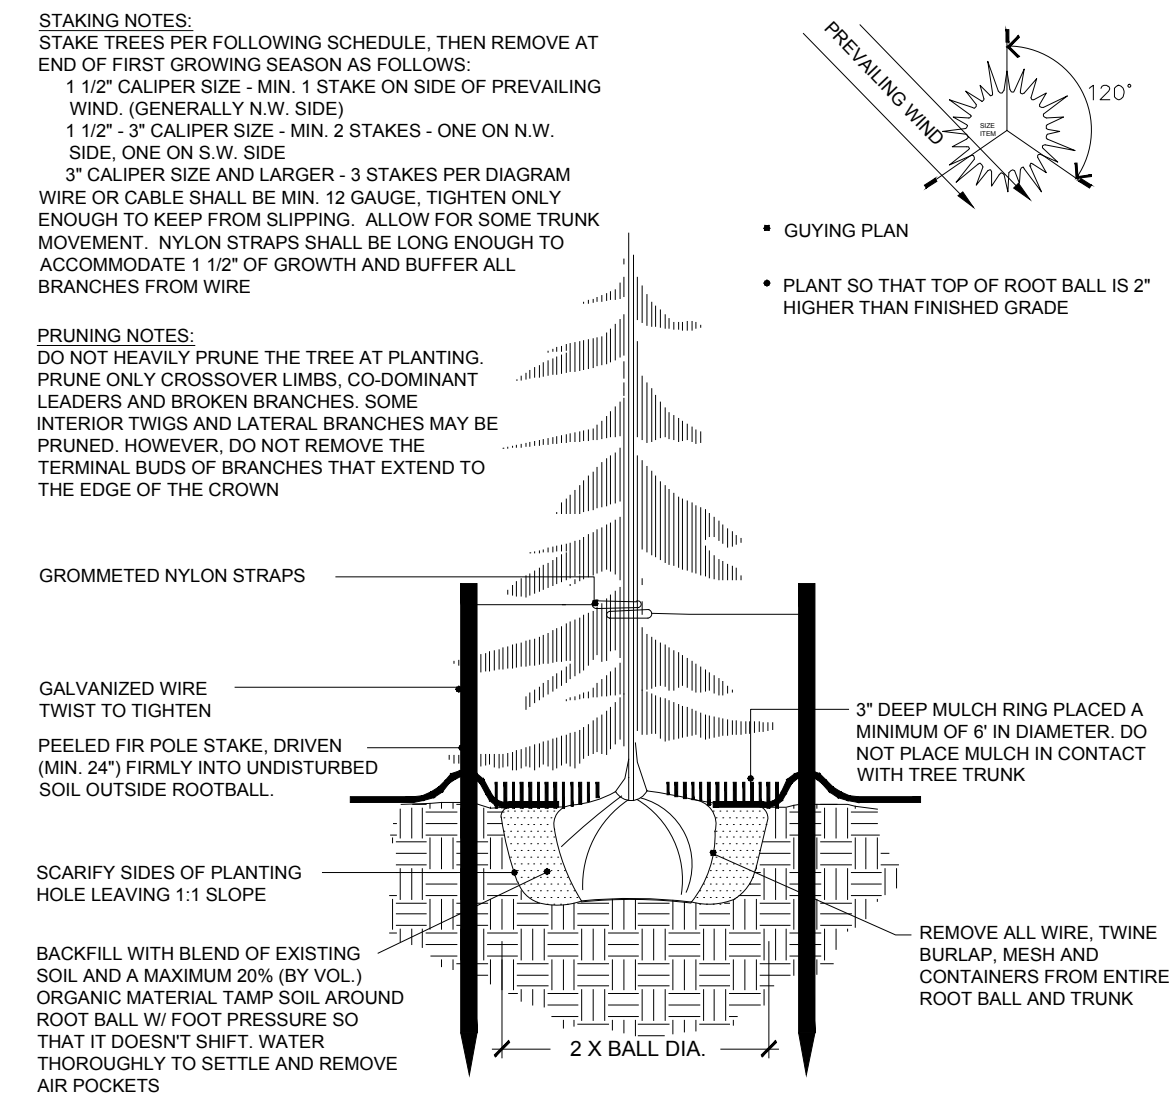 STAKING NOTES:
STAKE TREES PER FOLLOWING SCHEDULE, THEN REMOVE AT
END OF FIRST GROWING SEASON AS FOLLOWS:
1 1/2" CALIPER SIZE - MIN. 1 STAKE ON SIDE OF PREVAILING
WIND. (GENERALLY N.W. SIDE)
1 1/2" - 3" CALIPER SIZE - MIN. 2 STAKES - ONE ON N.W.
SIDE, ONE ON S.W. SIDE
3" CALIPER SIZE AND LARGER - 3 STAKES PER DIAGRAM
WIRE OR CABLE SHALL BE MIN. 12 GAUGE, TIGHTEN ONLY
ENOUGH TO KEEP FROM SLIPPING. ALLOW FOR SOME TRUNK
MOVEMENT. NYLON STRAPS SHALL BE LONG ENOUGH TO
ACCOMMODATE 1 1/2" OF GROWTH AND BUFFER ALL
BRANCHES FROM WIRE
PREVAILING WIND
120°
SIZE
ITEM
GUYING PLAN
PLANT SO THAT TOP OF ROOT BALL IS 2"
HIGHER THAN FINISHED GRADE
PRUNING NOTES:
DO NOT HEAVILY PRUNE THE TREE AT PLANTING.
PRUNE ONLY CROSSOVER LIMBS, CO-DOMINANT
LEADERS AND BROKEN BRANCHES. SOME
INTERIOR TWIGS AND LATERAL BRANCHES MAY BE
PRUNED. HOWEVER, DO NOT REMOVE THE
TERMINAL BUDS OF BRANCHES THAT EXTEND TO
THE EDGE OF THE CROWN
GROMMETED NYLON STRAPS
GALVANIZED WIRE
TWIST TO TIGHTEN
PEELED FIR POLE STAKE, DRIVEN
(MIN. 24") FIRMLY INTO UNDISTURBED
SOIL OUTSIDE ROOTBALL.
3" DEEP MULCH RING PLACED A
MINIMUM OF 6' IN DIAMETER. DO
NOT PLACE MULCH IN CONTACT
WITH TREE TRUNK
SCARIFY SIDES OF PLANTING
HOLE LEAVING 1:1 SLOPE
BACKFILL WITH BLEND OF EXISTING
SOIL AND A MAXIMUM 20% (BY VOL.)
ORGANIC MATERIAL TAMP SOIL AROUND
ROOT BALL W/ FOOT PRESSURE SO
THAT IT DOESN'T SHIFT. WATER
THOROUGHLY TO SETTLE AND REMOVE
AIR POCKETS
REMOVE ALL WIRE, TWINE
BURLAP, MESH AND
CONTAINERS FROM ENTIRE
ROOT BALL AND TRUNK
2 X BALL DIA.